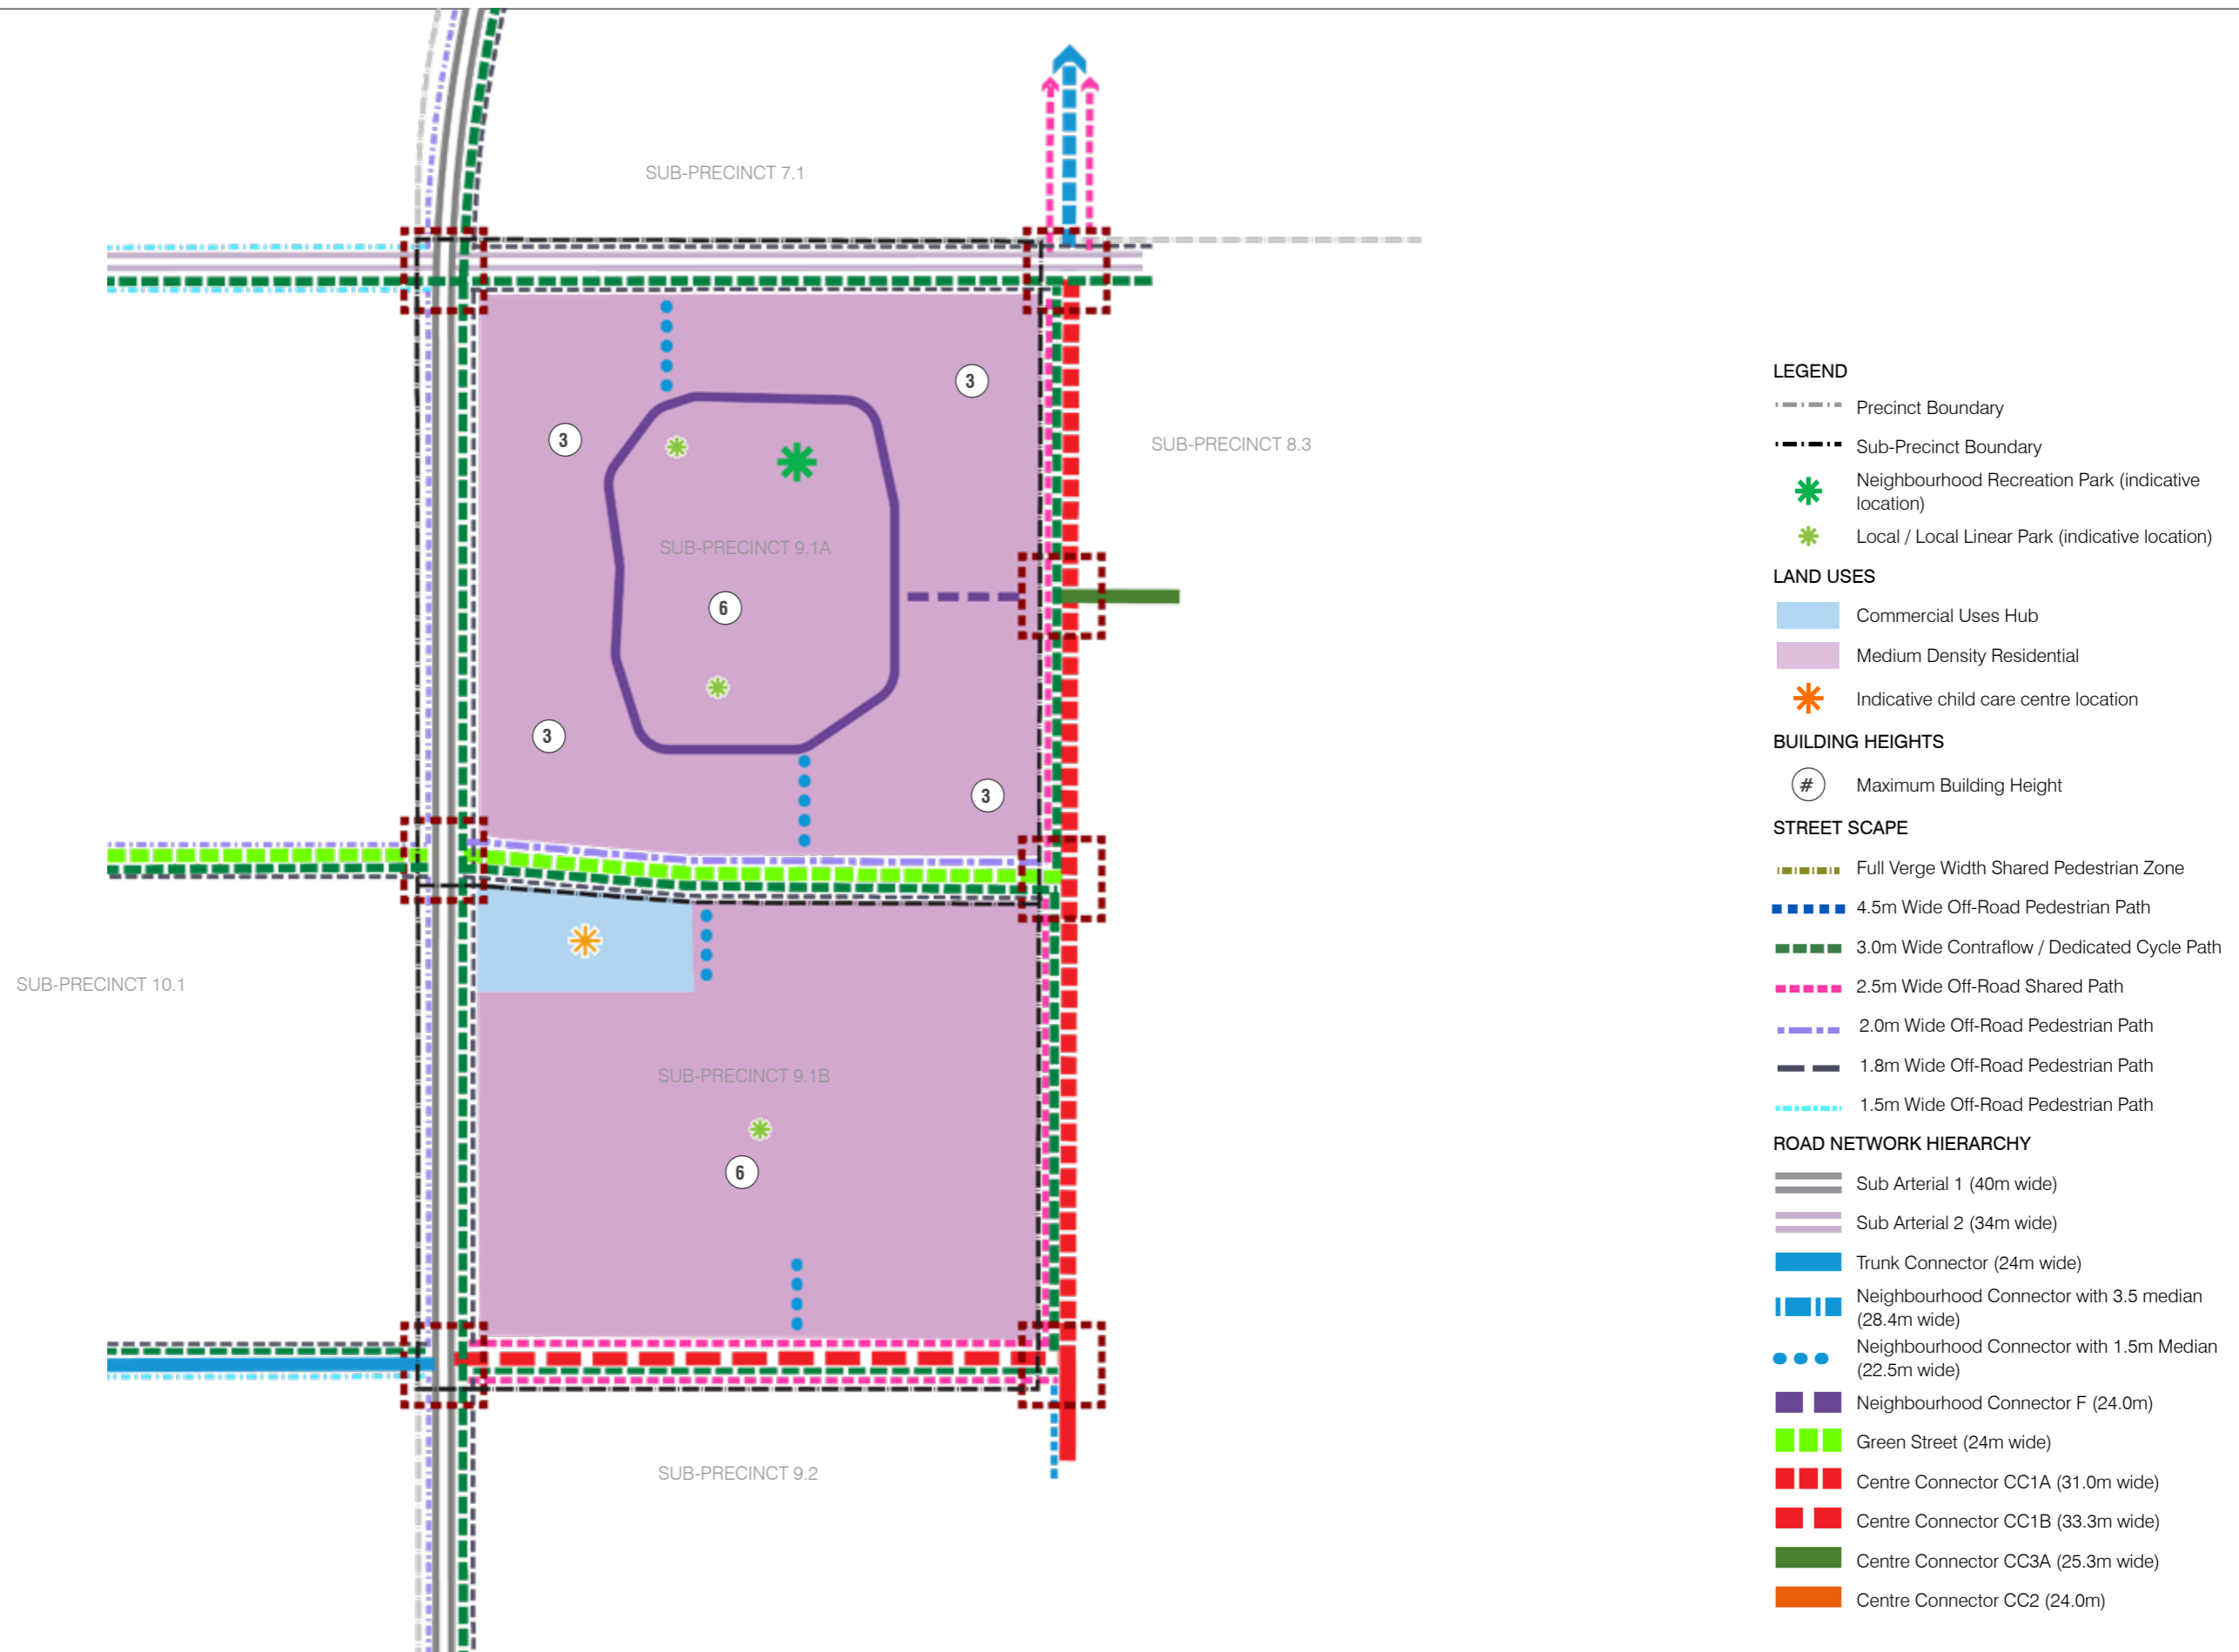 SUB-PRECINCT 7.1
3
SUB-PRECINCT 8.3
3
SUB-PRECINCT 9.1A
6
3
3
SUB-PRECINCT 10.1
SUB-PRECINCT 9.1B
6
SUB-PRECINCT 9.2
LEGEND
Precinct Boundary
Sub-Precinct Boundary
Neighbourhood Recreation Park (indicative
location)
Local / Local Linear Park (indicative location)
LAND USES
Commercial Uses Hub
Medium Density Residential
Indicative child care centre location
BUILDING HEIGHTS
# Maximum Building Height
STREET SCAPE
Full Verge Width Shared Pedestrian Zone
4.5m Wide Off-Road Pedestrian Path
3.0m Wide Contraflow / Dedicated Cycle Path
2.5m Wide Off-Road Shared Path
2.0m Wide Off-Road Pedestrian Path
1.8m Wide Off-Road Pedestrian Path
1.5m Wide Off-Road Pedestrian Path
ROAD NETWORK HIERARCHY
Sub Arterial 1 (40m wide)
Sub Arterial 2 (34m wide)
Trunk Connector (24m wide)
Neighbourhood Connector with 3.5 median
(28.4m wide)
Neighbourhood Connector with 1.5m Median
(22.5m wide)
Neighbourhood Connector F (24.0m)
Green Street (24m wide)
Centre Connector CC1A (31.0m wide)
Centre Connector CC1B (33.3m wide)
Centre Connector CC3A (25.3m wide)
Centre Connector CC2 (24.0m)